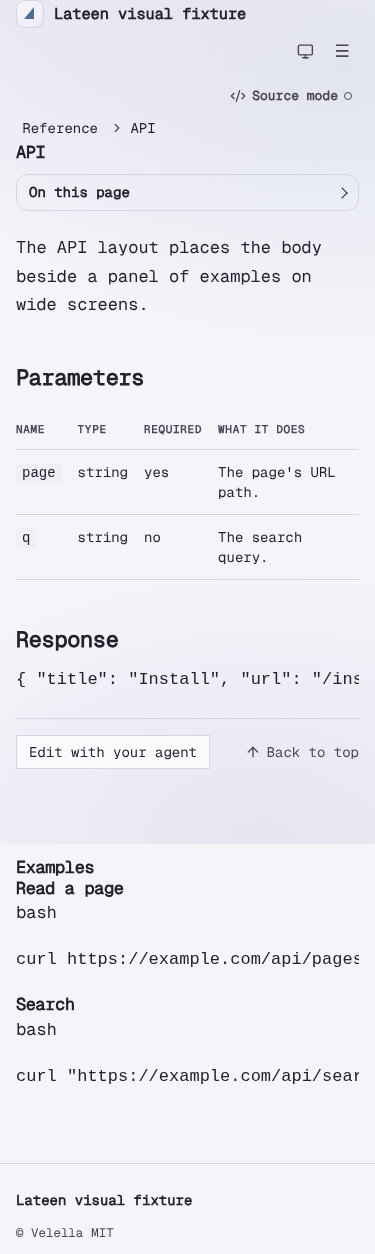 Lateen visual fixture
</> Source mode
Reference > API
API
On this page
The API layout places the body
beside a panel of examples on
wide screens.
Parameters
NAME TYPE REQUIRED WHAT IT DOES
page string yes The page's URL
path.
q string no The search
query.
Response
{ "title": "Install", "url": "/ins
Edit with your agent ↑ Back to top
Examples
Read a page
bash
curl https://example.com/api/pages
Search
bash
curl "https://example.com/api/sear
Lateen visual fixture
© Velella MIT